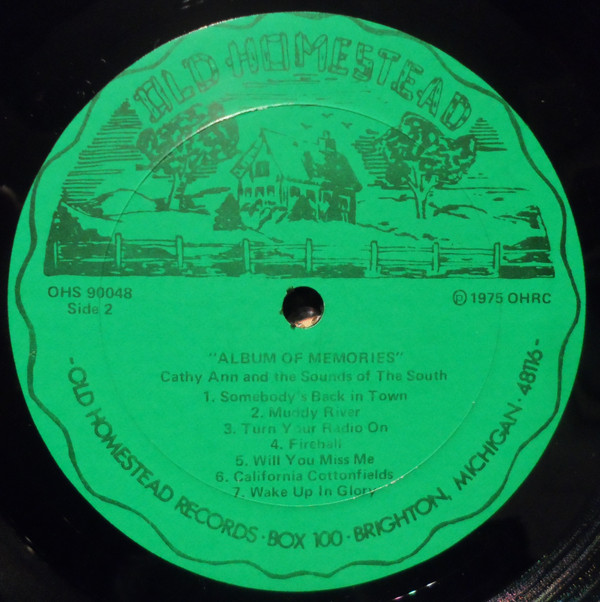 OLD HOMESTEAD
OHS 90048
Side 2
℗ 1975 OHRC
"ALBUM OF MEMORIES"
Cathy Ann and the Sounds of The South
1. Somebody's Back in Town
2. Muddy River
3. Turn Your Radio On
4. Fireball
5. Will You Miss Me
6. California Cottonfields
7. Wake Up In Glory
- OLD HOMESTEAD RECORDS · BOX 100 · BRIGHTON, MICHIGAN · 48116 -